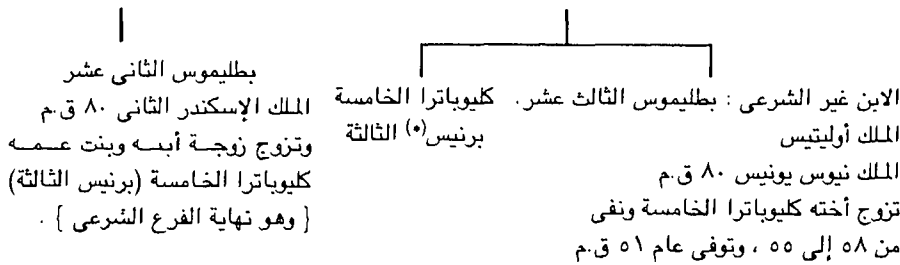 الابن غير الشرعى : بطليموس الثالث عشر .
الملك أوليتيس
الملك نيوس يونيس ٨٠ ق.م
تزوج أخته كليوباترا الخامسة ونفى
من ٥٨ إلى ٥٥ ، وتوفى عام ٥١ ق.م
كليوباترا الخامسة
برنيس(*) الثالثة
بطليموس الثانى عشر
الملك الإسكندر الثانى ٨٠ ق.م
وتزوج زوجة أبيه وبنت عمه
كليوباترا الخامسة (برنيس الثالثة)
{ وهو نهاية الفرع الشرعى } .